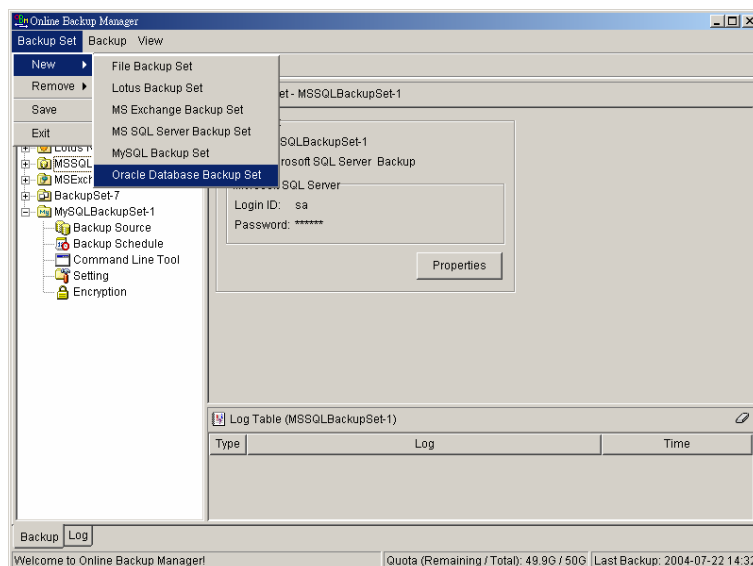 Online Backup Manager
Backup Set Backup View
New
Remove
Save
Exit
File Backup Set
Lotus Backup Set
MS Exchange Backup Set
MS SQL Server Backup Set
MySQL Backup Set
Oracle Database Backup Set
et - MSSQLBackupSet-1
SQLBackupSet-1
rosoft SQL Server Backup
Microsoft SQL Server
Login ID: sa
Password: ******
Properties
Lotus N
MSSQL
MSExch
BackupSet-7
MySQLBackupSet-1
Backup Source
Backup Schedule
Command Line Tool
Setting
Encryption
Log Table (MSSQLBackupSet-1)
Type Log Time
Backup Log
Welcome to Online Backup Manager!
Quota (Remaining / Total): 49.9G / 50G
Last Backup: 2004-07-22 14:3